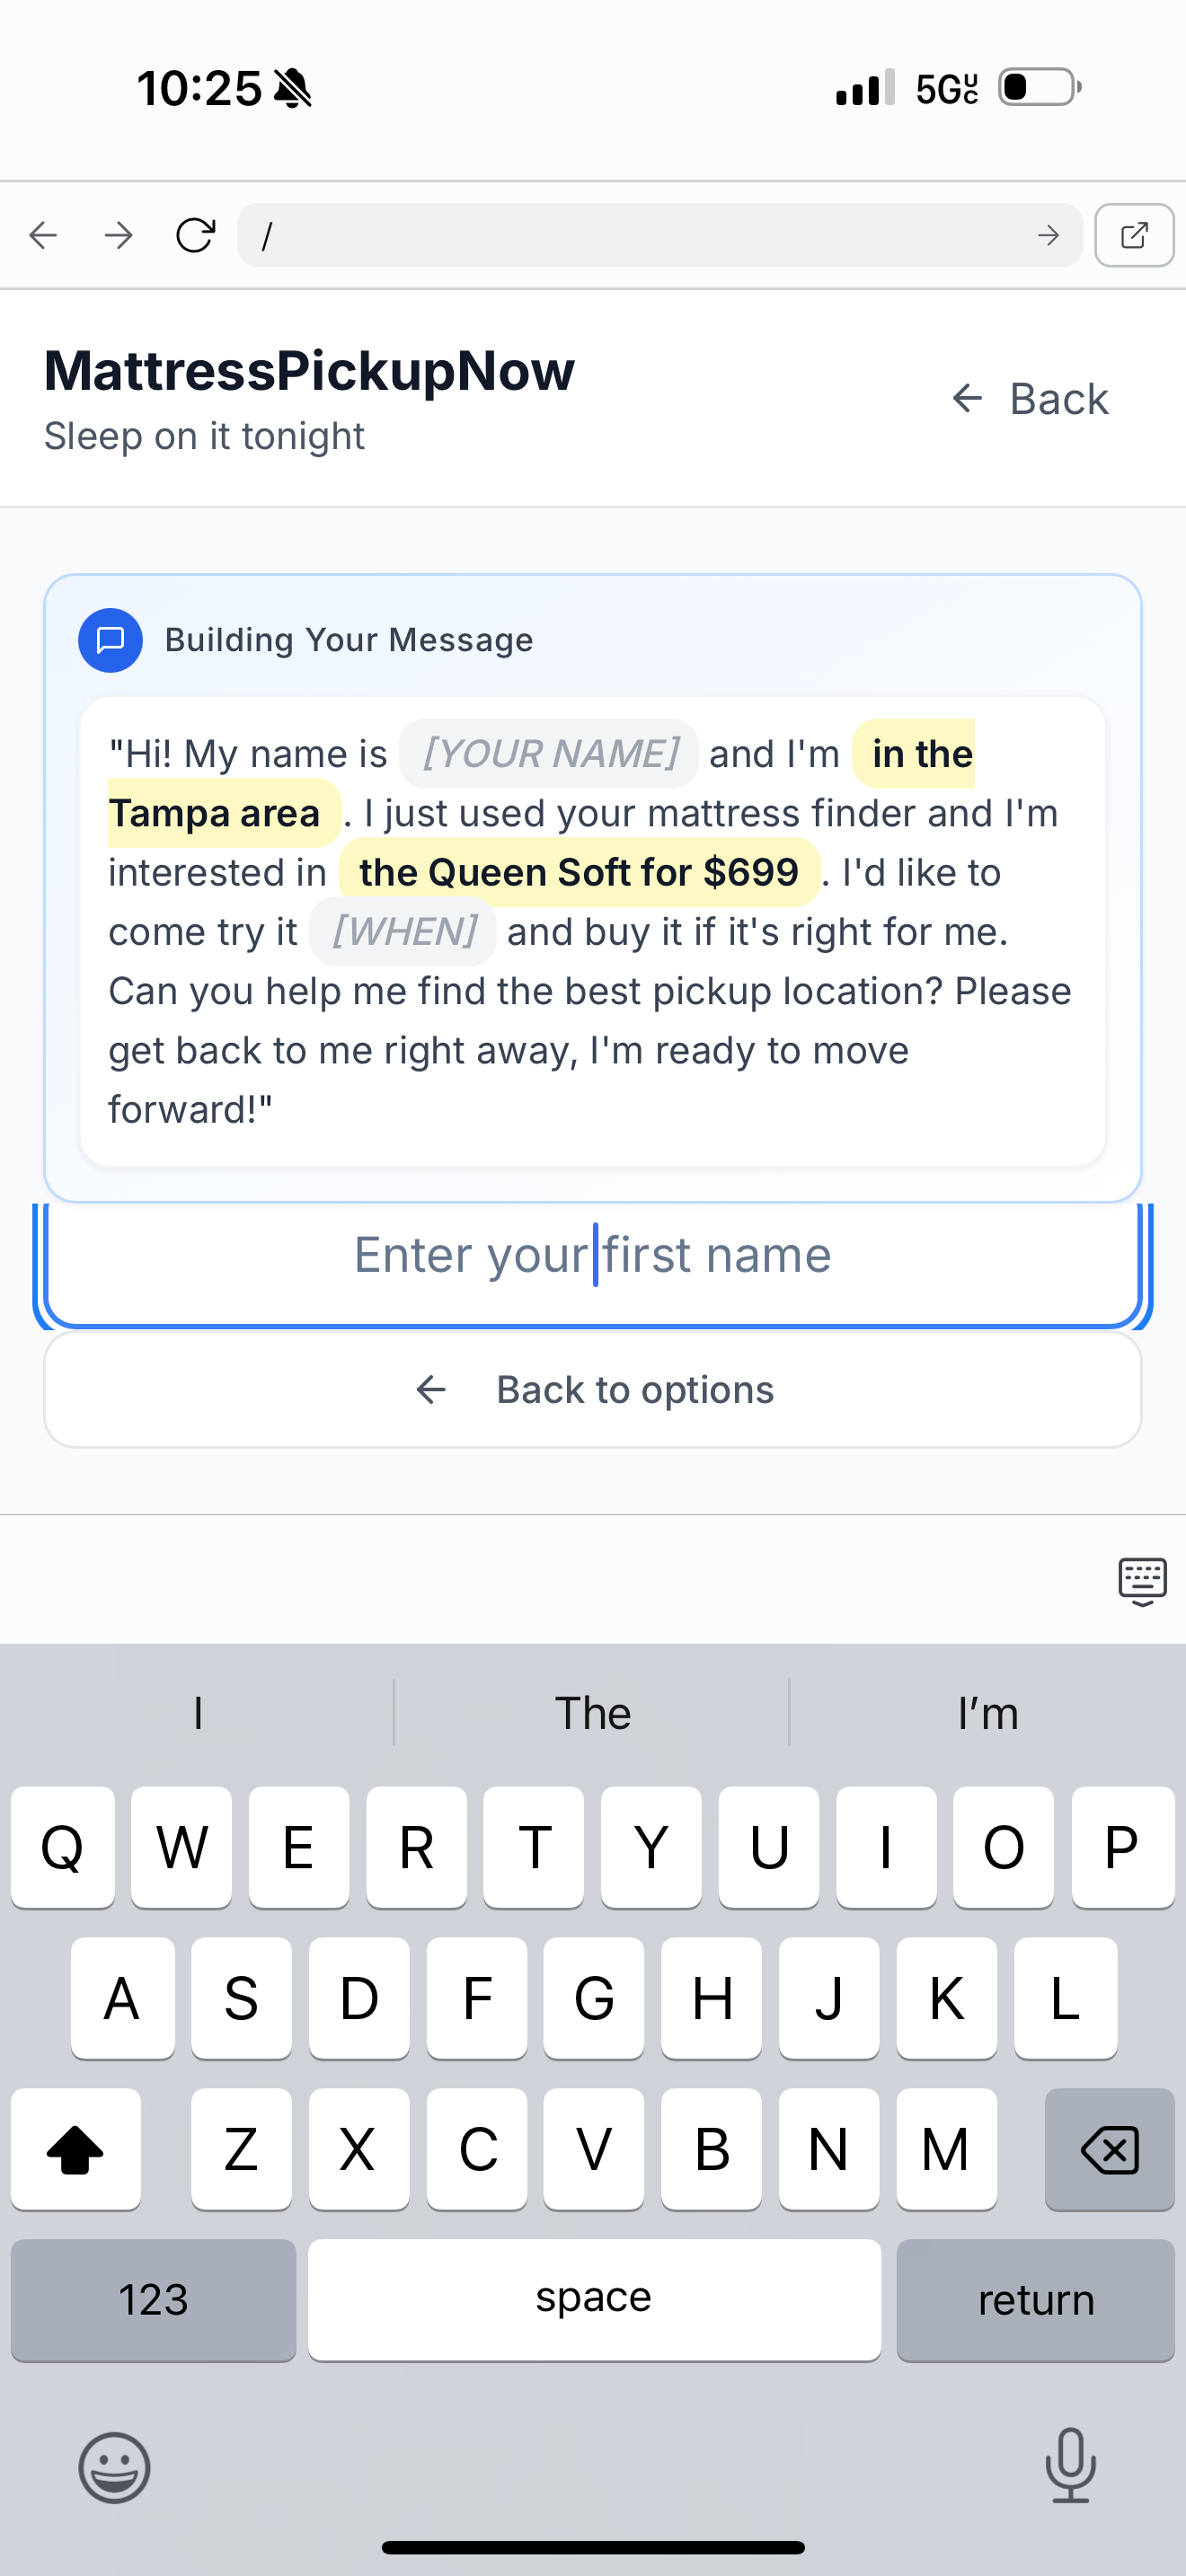 10:25
5GUC
/
MattressPickupNow
Sleep on it tonight
Back
Building Your Message
"Hi! My name is [YOUR NAME] and I'm in the
Tampa area . I just used your mattress finder and I'm
interested in the Queen Soft for $699 . I'd like to
come try it [WHEN] and buy it if it's right for me.
Can you help me find the best pickup location? Please
get back to me right away, I'm ready to move
forward!"
Enter your first name
Back to options
I The I’m
Q W E R T Y U I O P
A S D F G H J K L
Z X C V B N M
123 space return